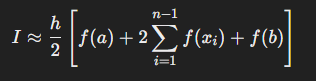 I ≈ h/2 [ f(a) + 2 ∑_{i=1}^{n−1} f(x_i) + f(b) ]